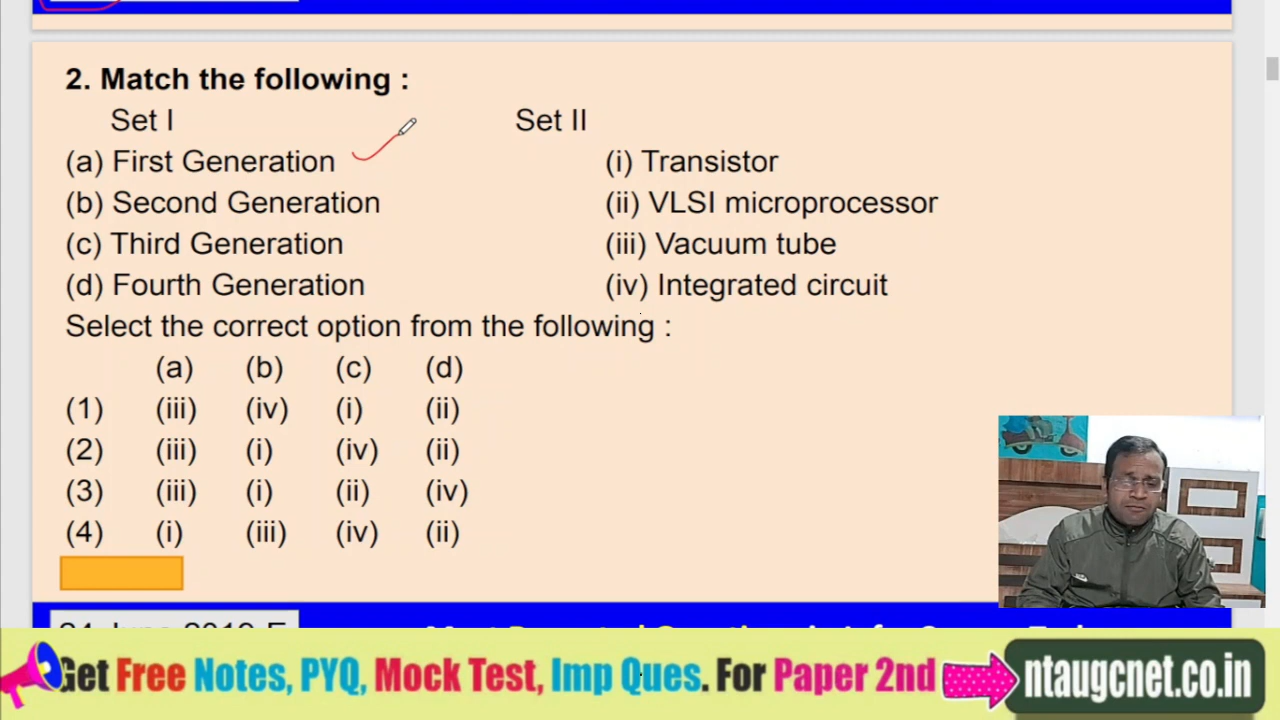 2. Match the following :
Set I Set II
(a) First Generation (i) Transistor
(b) Second Generation (ii) VLSI microprocessor
(c) Third Generation (iii) Vacuum tube
(d) Fourth Generation (iv) Integrated circuit
Select the correct option from the following :
(a) (b) (c) (d)
(1) (iii) (iv) (i) (ii)
(2) (iii) (i) (iv) (ii)
(3) (iii) (i) (ii) (iv)
(4) (i) (iii) (iv) (ii)
Get Free Notes, PYQ, Mock Test, Imp Ques. For Paper 2nd ntaugcnet.co.in